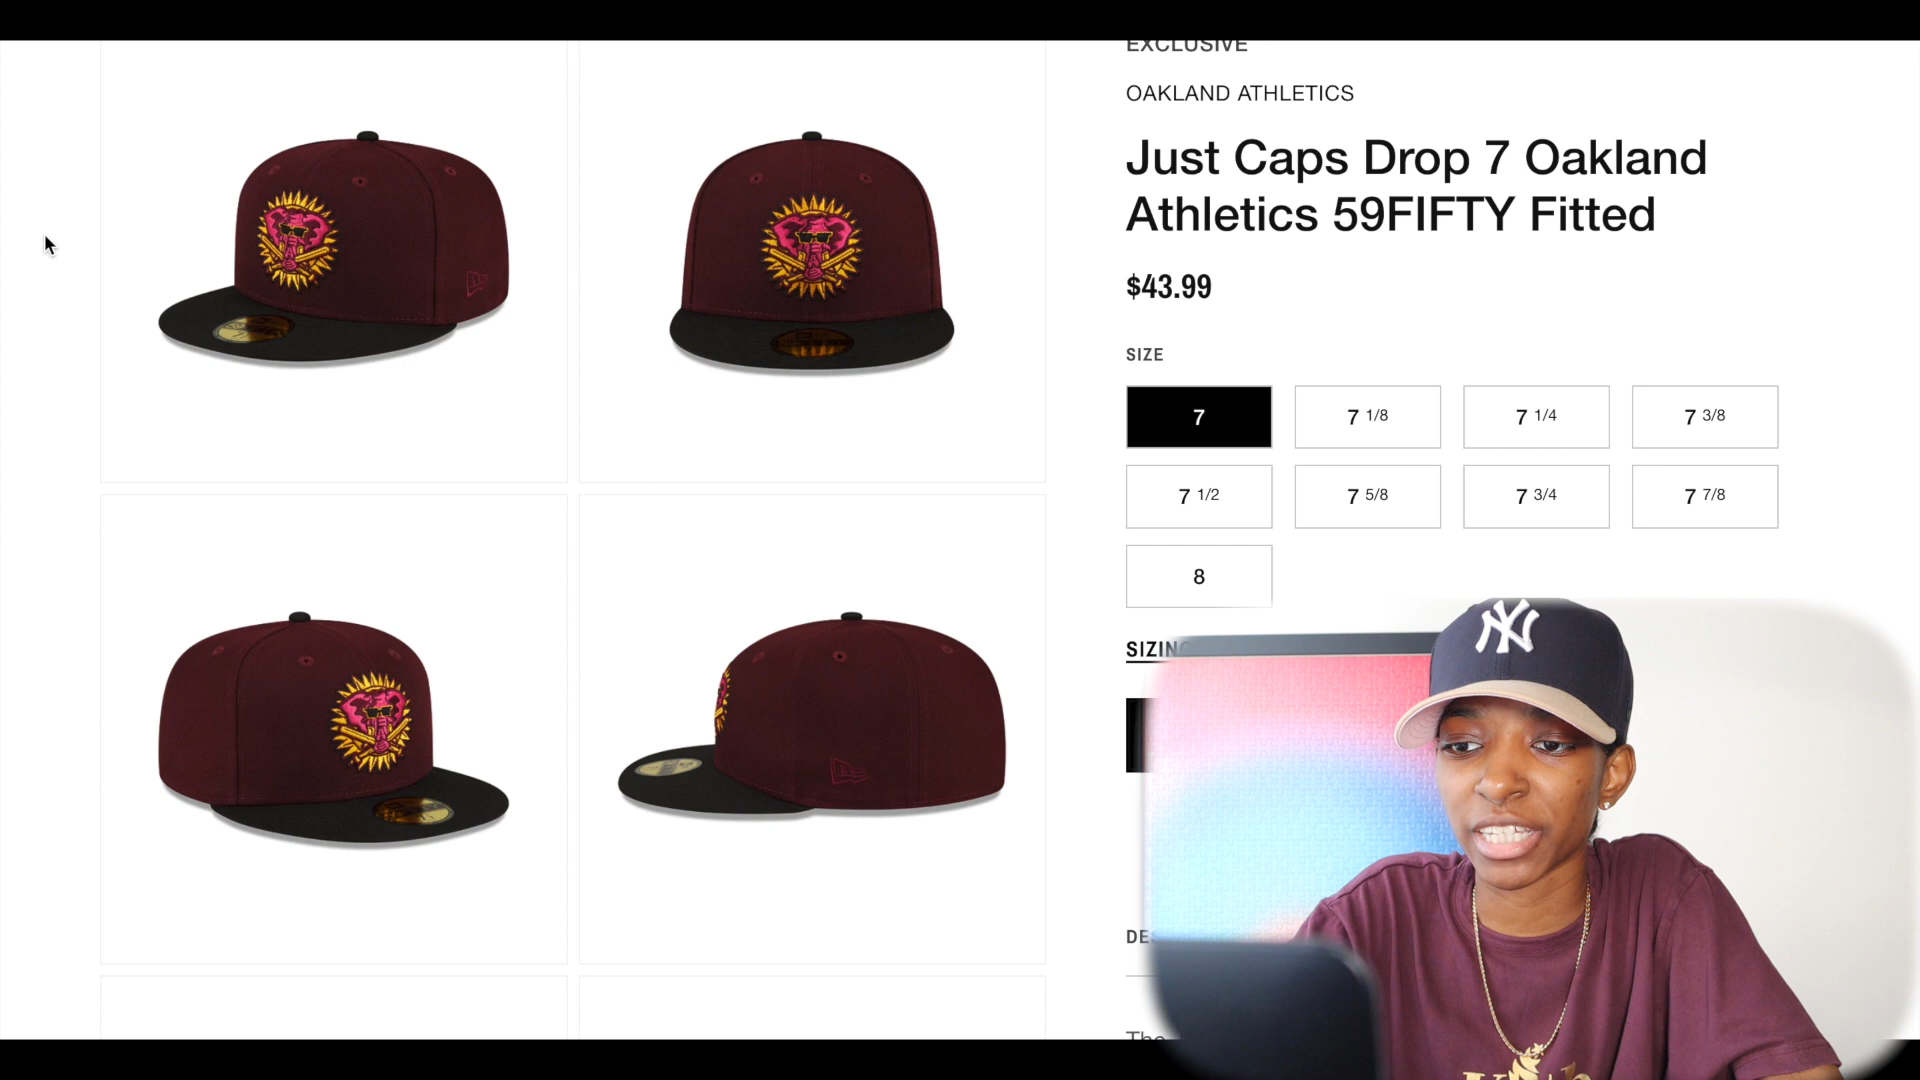 EXCLUSIVE
OAKLAND ATHLETICS
Just Caps Drop 7 Oakland
Athletics 59FIFTY Fitted
$43.99
SIZE
7
7 1/8
7 1/4
7 3/8
7 1/2
7 5/8
7 3/4
7 7/8
8
NY